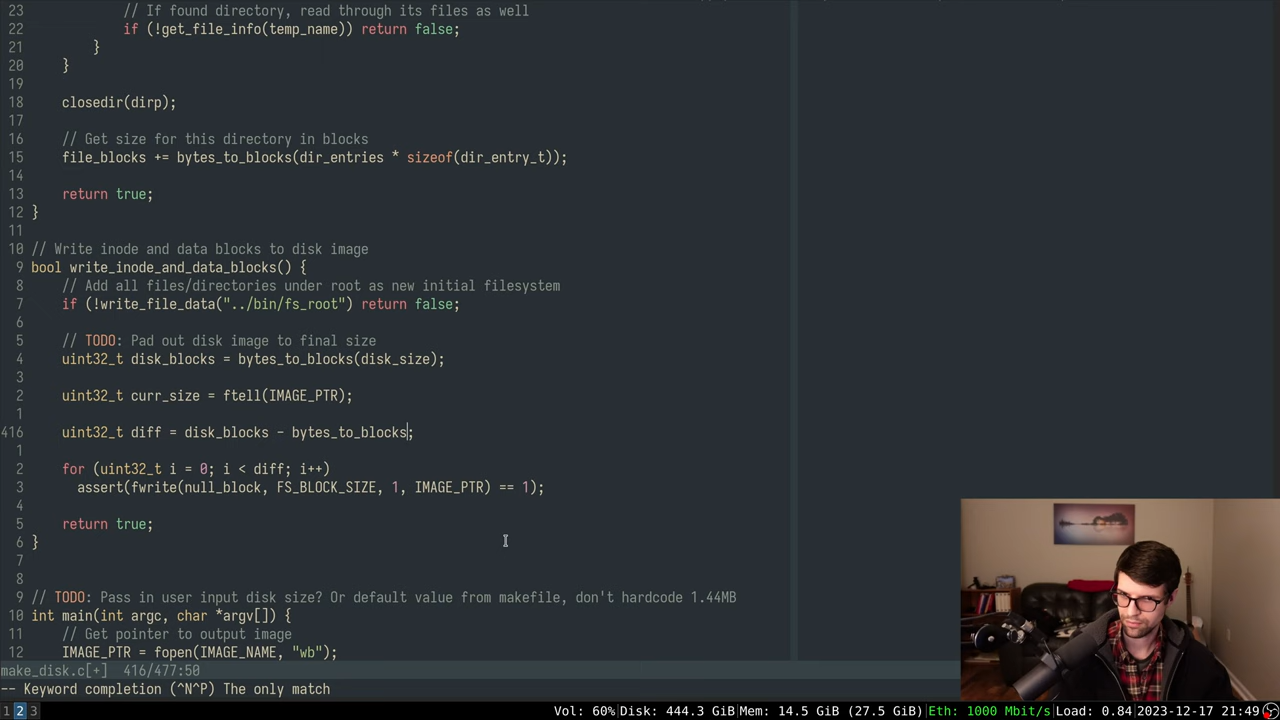 23             // If found directory, read through its files as well
22             if (!get_file_info(temp_name)) return false;
21         }
20     }
19
18     closedir(dirp);
17
16     // Get size for this directory in blocks
15     file_blocks += bytes_to_blocks(dir_entries * sizeof(dir_entry_t));
14
13     return true;
12 }
11
10 // Write inode and data blocks to disk image
9 bool write_inode_and_data_blocks() {
8     // Add all files/directories under root as new initial filesystem
7     if (!write_file_data("../bin/fs_root") return false;
6
5     // TODO: Pad out disk image to final size
4     uint32_t disk_blocks = bytes_to_blocks(disk_size);
3
2     uint32_t curr_size = ftell(IMAGE_PTR);
1
416     uint32_t diff = disk_blocks - bytes_to_blocks;
1
2     for (uint32_t i = 0; i < diff; i++)
3       assert(fwrite(null_block, FS_BLOCK_SIZE, 1, IMAGE_PTR) == 1);
4
5     return true;
6 }
7
8
9 // TODO: Pass in user input disk size? Or default value from makefile, don't hardcode 1.44MB
10 int main(int argc, char *argv[]) {
11     // Get pointer to output image
12     IMAGE_PTR = fopen(IMAGE_NAME, "wb");
make_disk.c[+]  416/477:50
-- Keyword completion (^N^P) The only match
1 2 3 Vol: 60%|Disk: 444.3 GiB|Mem: 14.5 GiB (27.5 GiB)|Eth: 1000 Mbit/s|Load: 0.84|2023-12-17 21:49